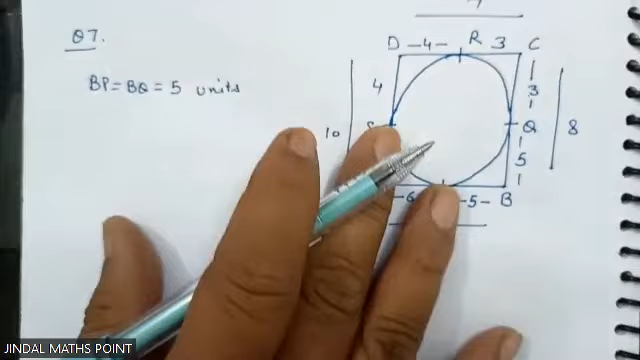 Q7.
BP = BQ = 5 units
D -4- R 3 C
4
3
10
Q
8
5
-6
-5- B
JINDAL MATHS POINT